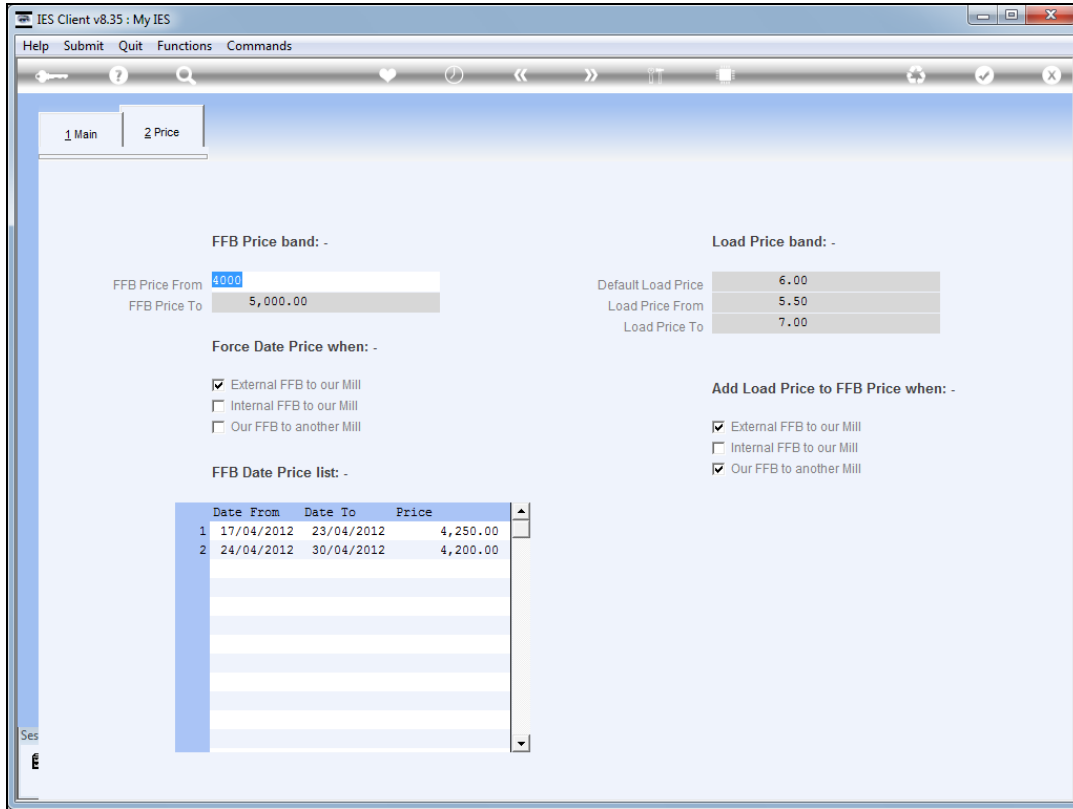 IES Client v8.35 : My IES
Help Submit Quit Functions Commands
1 Main
2 Price
FFB Price band: -
Load Price band: -
FFB Price From 4000
FFB Price To 5,000.00
Default Load Price 6.00
Load Price From 5.50
Load Price To 7.00
Force Date Price when: -
External FFB to our Mill
Internal FFB to our Mill
Our FFB to another Mill
Add Load Price to FFB Price when: -
External FFB to our Mill
Internal FFB to our Mill
Our FFB to another Mill
FFB Date Price list: -
Date From Date To Price
1 17/04/2012 23/04/2012 4,250.00
2 24/04/2012 30/04/2012 4,200.00
Ses